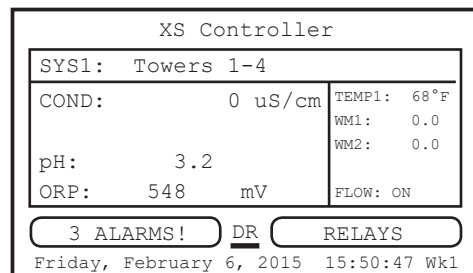 XS Controller
SYS1: Towers 1-4
COND: 0 uS/cm
TEMP1: 68°F
WM1: 0.0
WM2: 0.0
pH: 3.2
ORP: 548 mV
FLOW: ON
3 ALARMS! DR RELAYS
Friday, February 6, 2015 15:50:47 Wk1